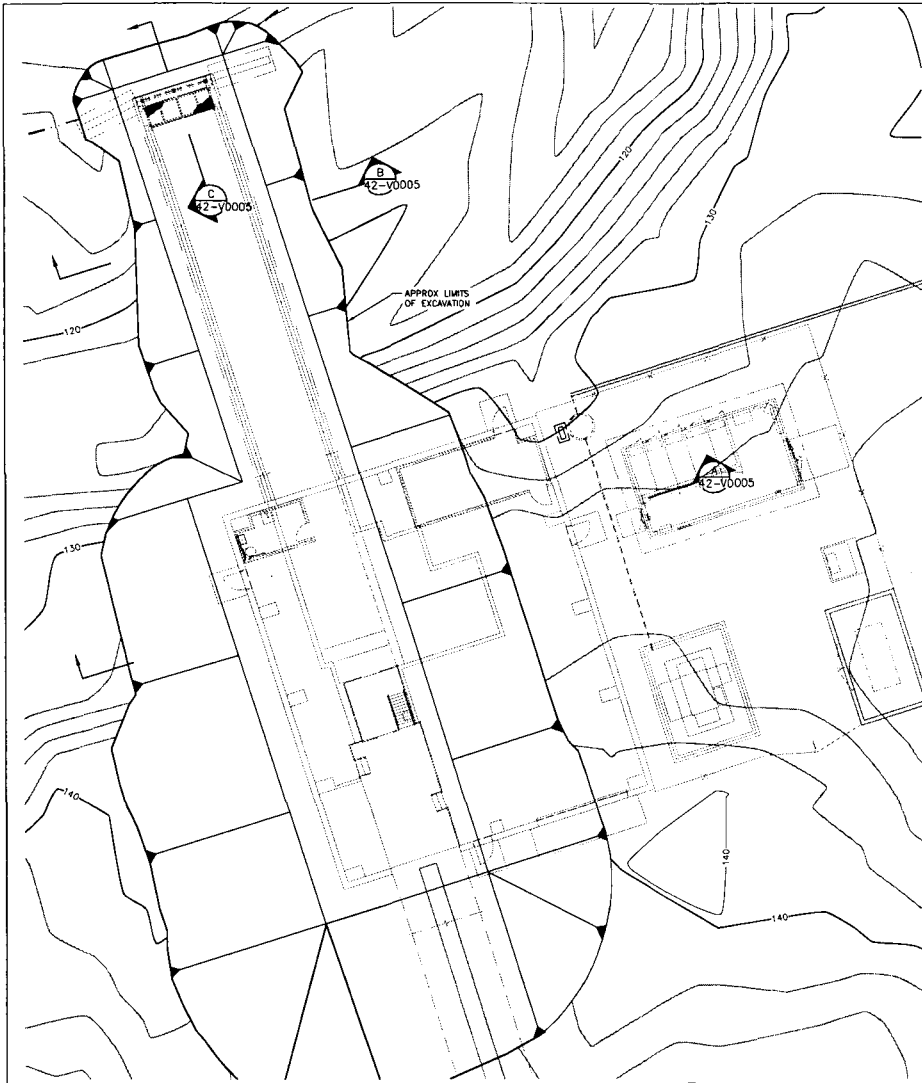 B
42-V0005
C
42-V0005
120
130
APPROX LIMITS
OF EXCAVATION
120
A
42-V0005
130
140
140
140